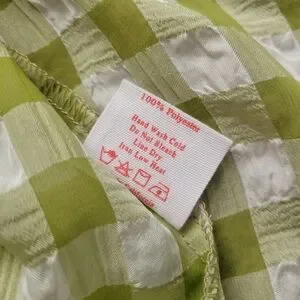 100% Polyester
Hand Wash Cold
Do Not Bleach
Line Dry
Iron Low Heat